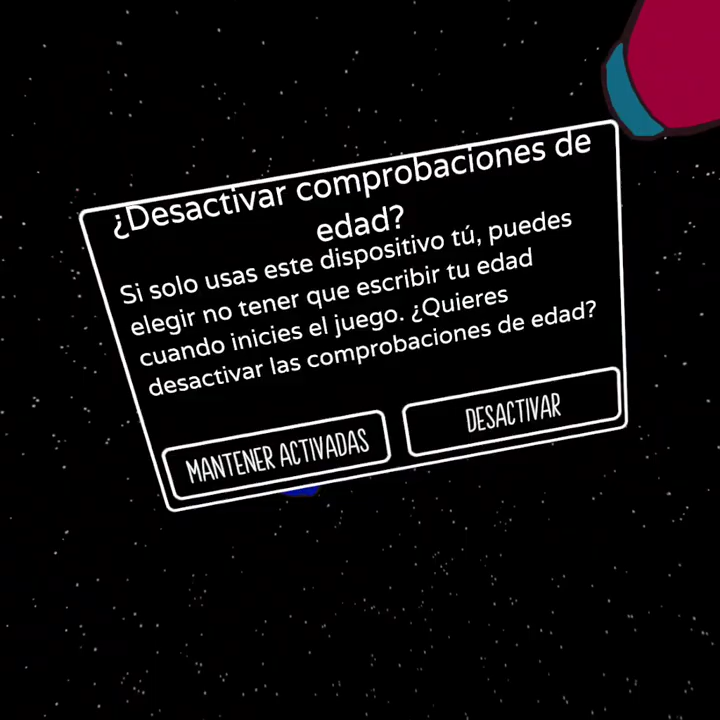 ¿Desactivar comprobaciones de
edad?
Si solo usas este dispositivo tú, puedes
elegir no tener que escribir tu edad
cuando inicies el juego. ¿Quieres
desactivar las comprobaciones de edad?
MANTENER ACTIVADAS
DESACTIVAR